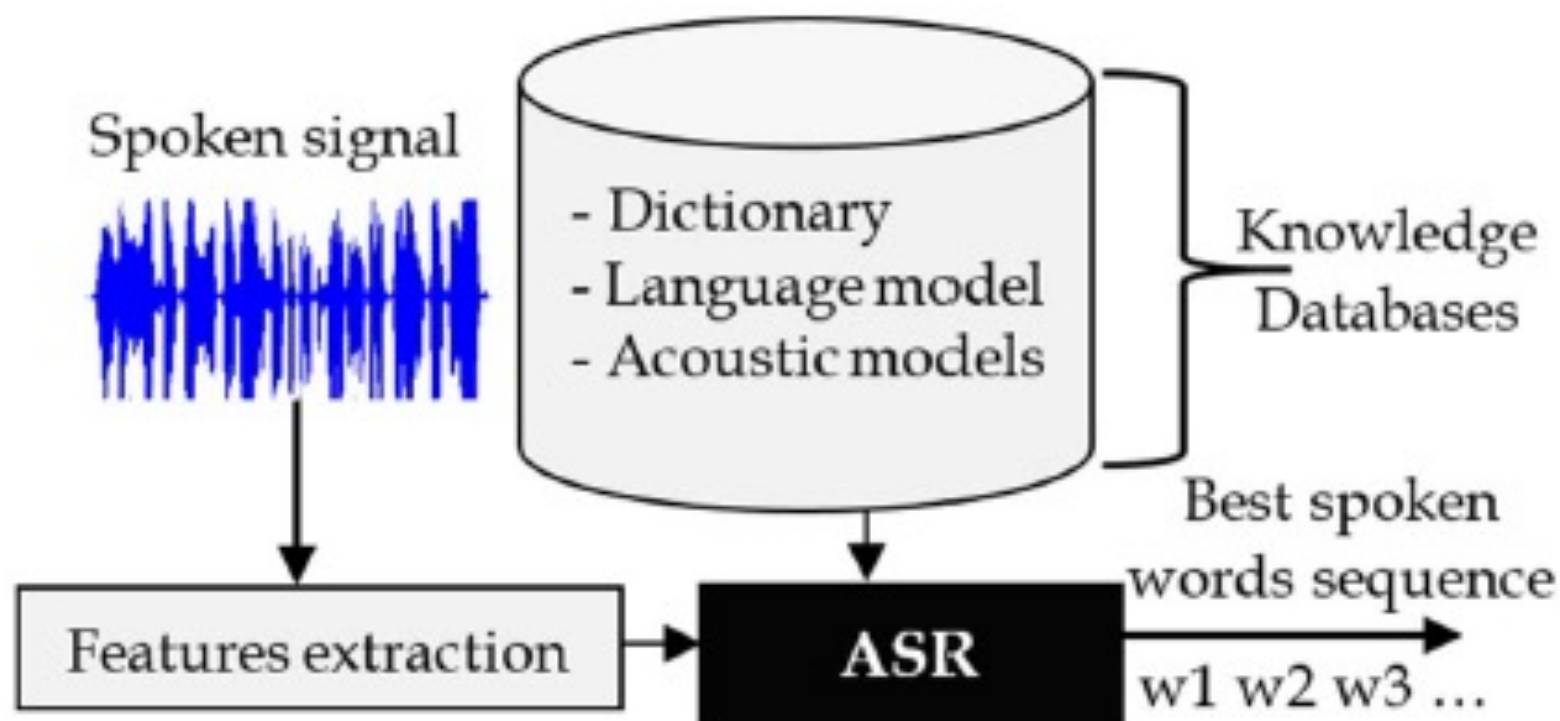 Spoken signal
- Dictionary
- Language model
- Acoustic models
Knowledge
Databases
Features extraction
ASR
Best spoken
words sequence
w1 w2 w3 ...